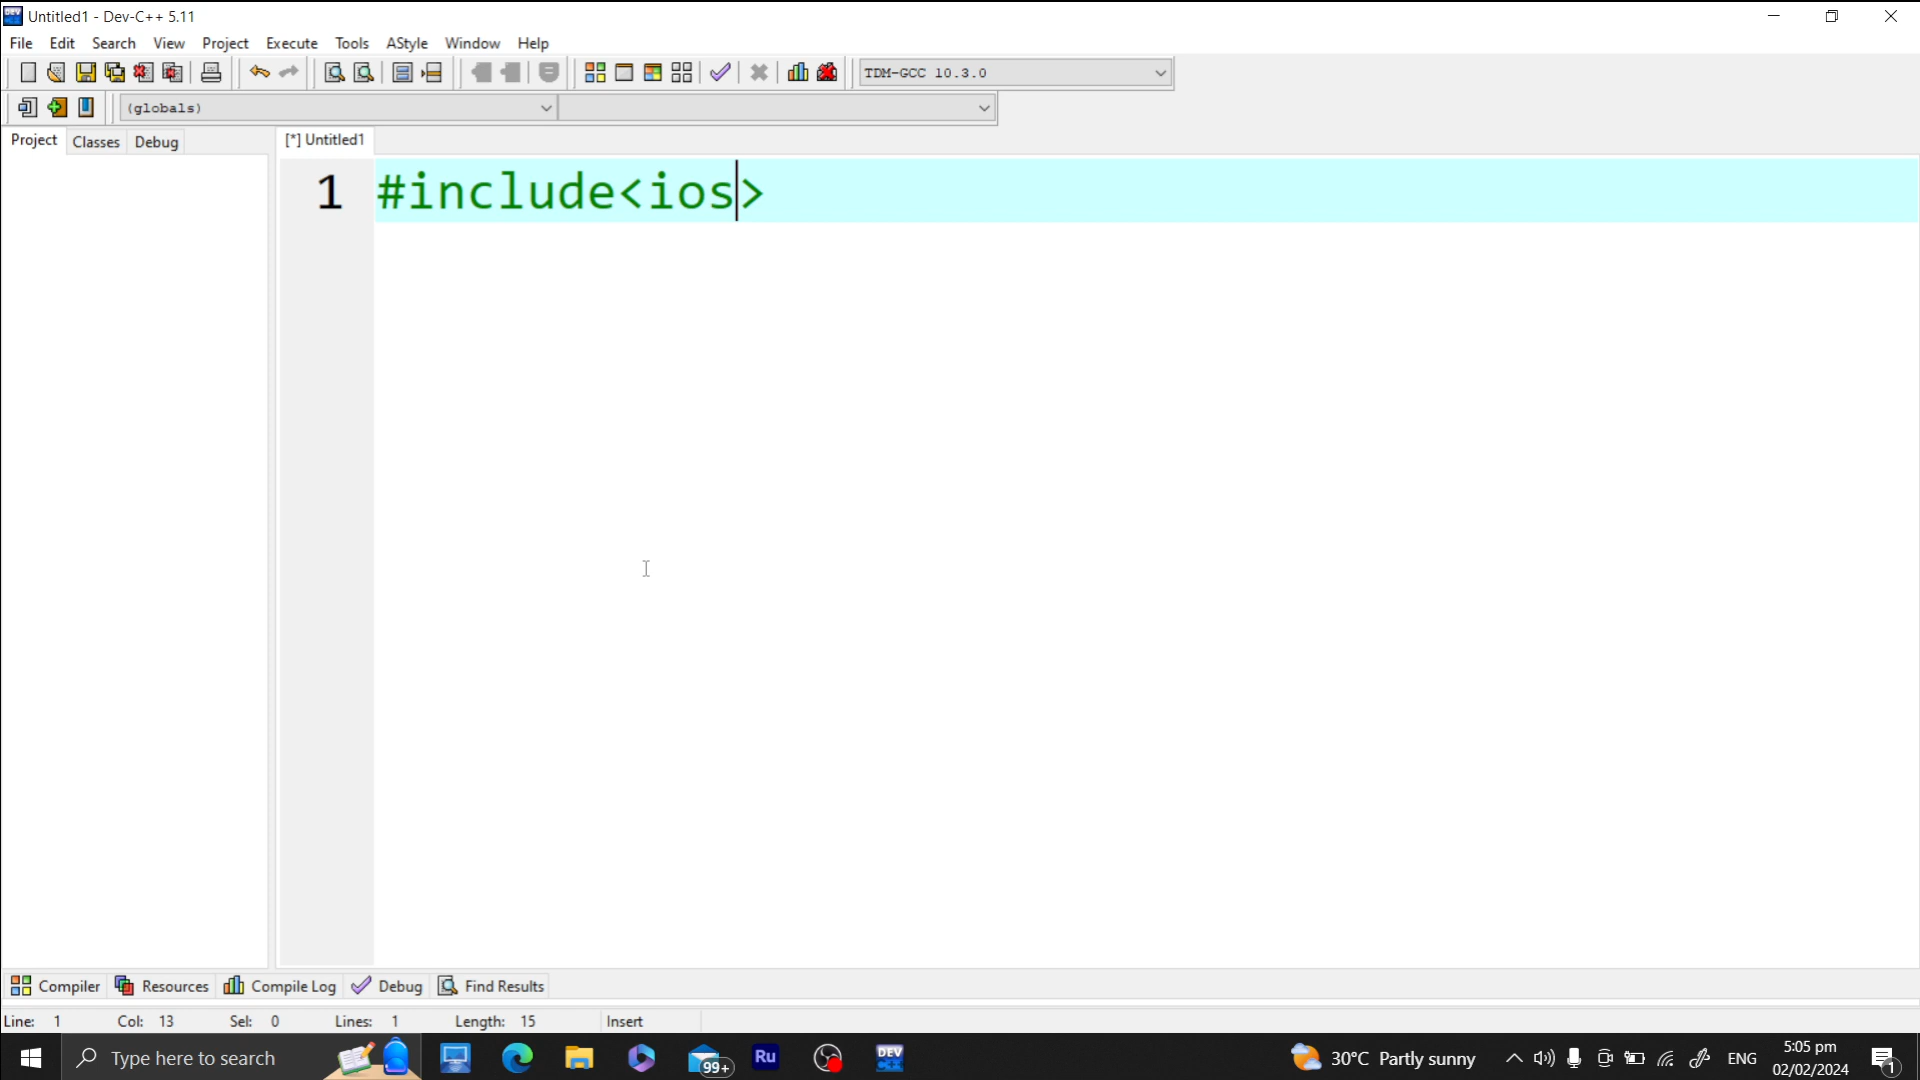 Untitled1 - Dev-C++ 5.11
File Edit Search View Project Execute Tools AStyle Window Help
TDM-GCC 10.3.0
(globals)
Project Classes Debug [*] Untitled1
1 #include<ios>
Compiler Resources Compile Log Debug Find Results
Line: 1 Col: 13 Sel: 0 Lines: 1 Length: 15 Insert
Type here to search 99+ Ru DEV C++ 30°C Partly sunny ENG 5:05 pm 1
02/02/2024